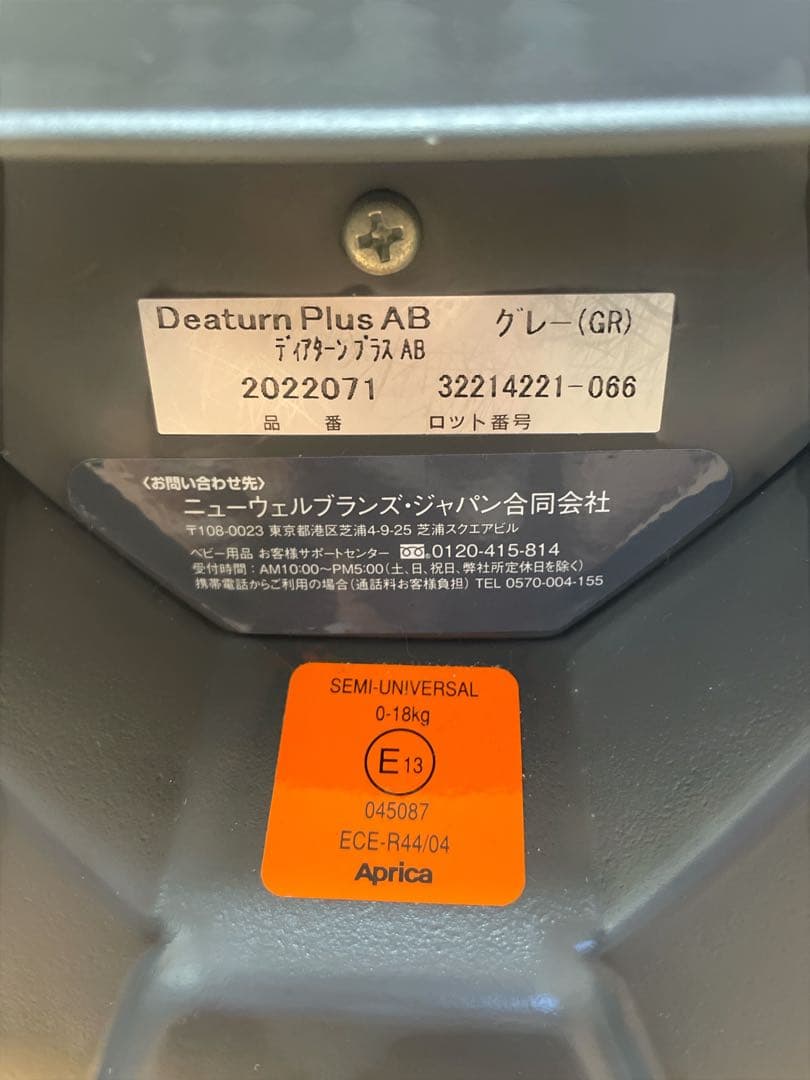 Deaturn Plus AB グレー(GR)
ディアターンプラス AB
2022071 32214221-066
品 番 ロット番号
〈お問い合わせ先〉
ニューウェルブランズ・ジャパン合同会社
〒108-0023 東京都港区芝浦4-9-25 芝浦スクエアビル
ベビー用品 お客様サポートセンター 0120-415-814
受付時間:AM10:00〜PM5:00(土、日、祝日、弊社所定休日を除く)
携帯電話からご利用の場合(通話料お客様負担) TEL 0570-004-155
SEMI-UNIVERSAL
0-18kg
E 13
045087
ECE-R44/04
Aprica